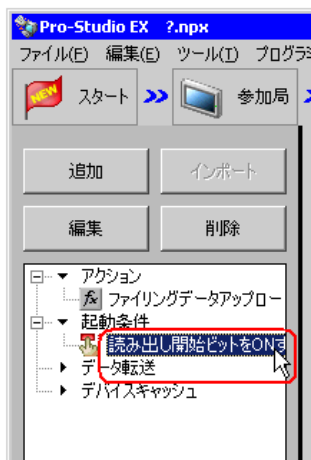 Pro-Studio EX ?.npx
ファイル(F) 編集(E) ツール(T) プログラ
NEW スタート 参加局
追加 インポート
編集 削除
アクション
fx ファイリングデータアップロー
起動条件
読み出し開始ビットをONす
データ転送
デバイスキャッシュ